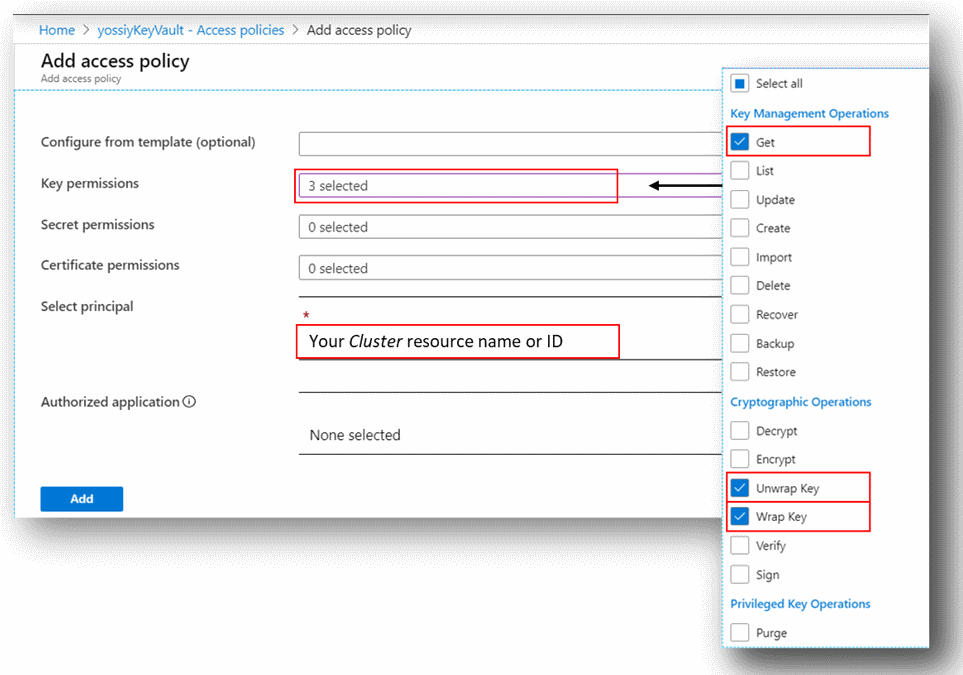 Home > yossiyKeyVault - Access policies > Add access policy
Add access policy
Add access policy
Configure from template (optional)
Key permissions
3 selected
Secret permissions
0 selected
Certificate permissions
0 selected
Select principal
*
Your Cluster resource name or ID
Authorized application
None selected
Add
Select all
Key Management Operations
Get
List
Update
Create
Import
Delete
Recover
Backup
Restore
Cryptographic Operations
Decrypt
Encrypt
Unwrap Key
Wrap Key
Verify
Sign
Privileged Key Operations
Purge